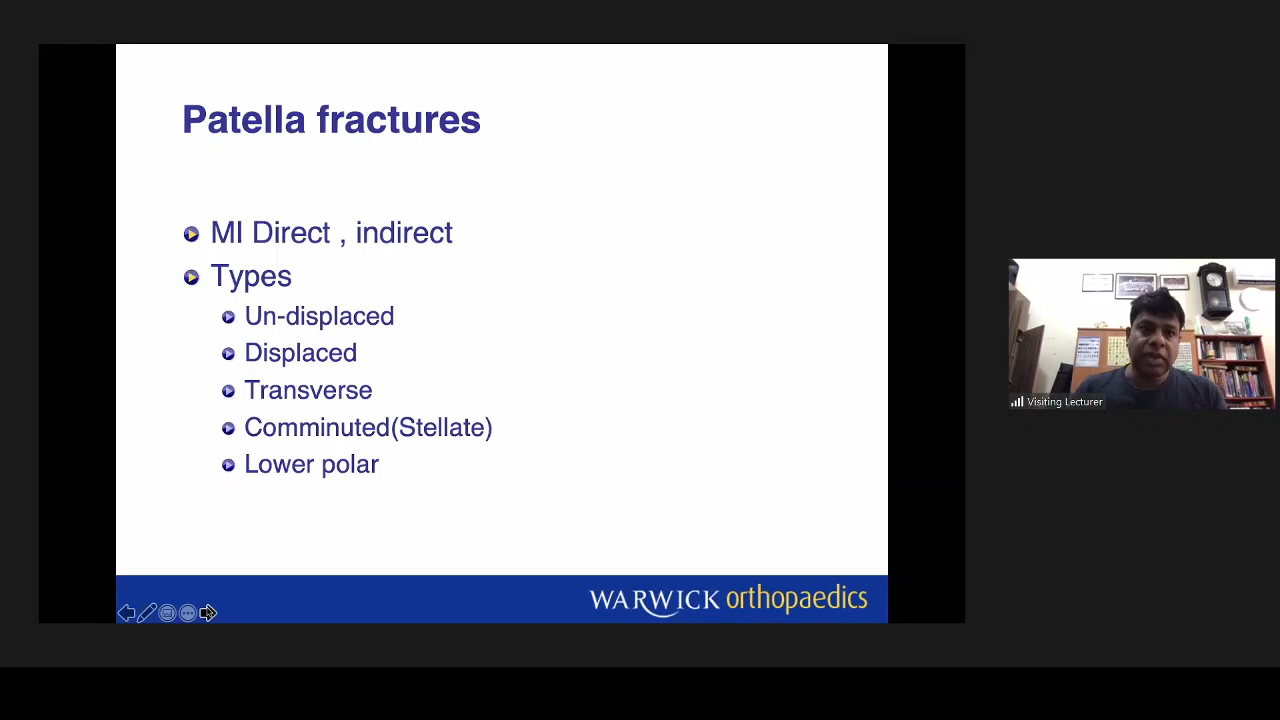 Patella fractures
MI Direct , indirect
Types
Un-displaced
Displaced
Transverse
Comminuted(Stellate)
Lower polar
WARWICK orthopaedics
Visiting Lecturer